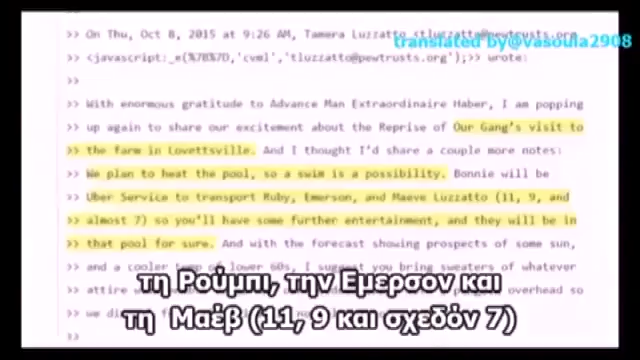 >> On Thu, Oct 8, 2015 at 9:26 AM, Tamera Luzzatto <tluzzatto@pewtrusts.org
translated by@vasoula2908
>> <javascript:_e(%7B%7D,'cvml','tluzzatto@pewtrusts.org');>> wrote:
>>
>> With enormous gratitude to Advance Man Extraordinaire Haber, I am popping
>> up again to share our excitement about the Reprise of Our Gang's visit to
>> the farm in Lovettsville. And I thought I'd share a couple more notes:
>> We plan to heat the pool, so a swim is a possibility. Bonnie will be
>> Uber Service to transport Ruby, Emerson, and Maeve Luzzatto (11, 9, and
>> almost 7) so you'll have some further entertainment, and they will be in
>> that pool for sure. And with the forecast showing prospects of some sun,
>> and a cooler temp of lower 60s, I suggest you bring sweaters of whatever
>> attire overhead so
>> we
>>
τη Ρούμπι, την Εμερσον και
τη Μαέβ (11, 9 και σχεδόν 7)